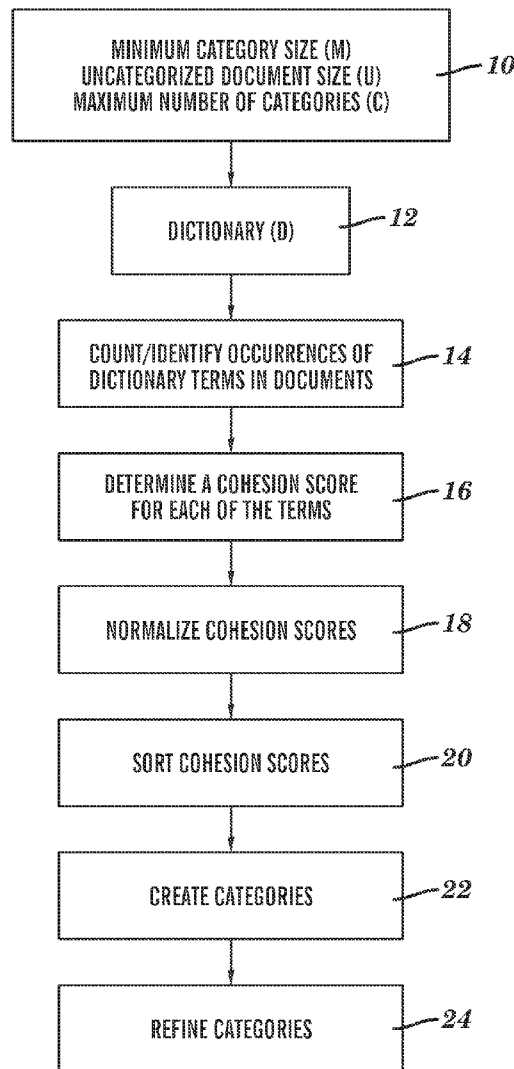 MINIMUM CATEGORY SIZE (M)
UNCATEGORIZED DOCUMENT SIZE (U)
MAXIMUM NUMBER OF CATEGORIES (C)
10
DICTIONARY (D)
12
COUNT/IDENTIFY OCCURRENCES OF
DICTIONARY TERMS IN DOCUMENTS
14
DETERMINE A COHESION SCORE
FOR EACH OF THE TERMS
16
NORMALIZE COHESION SCORES
18
SORT COHESION SCORES
20
CREATE CATEGORIES
22
REFINE CATEGORIES
24